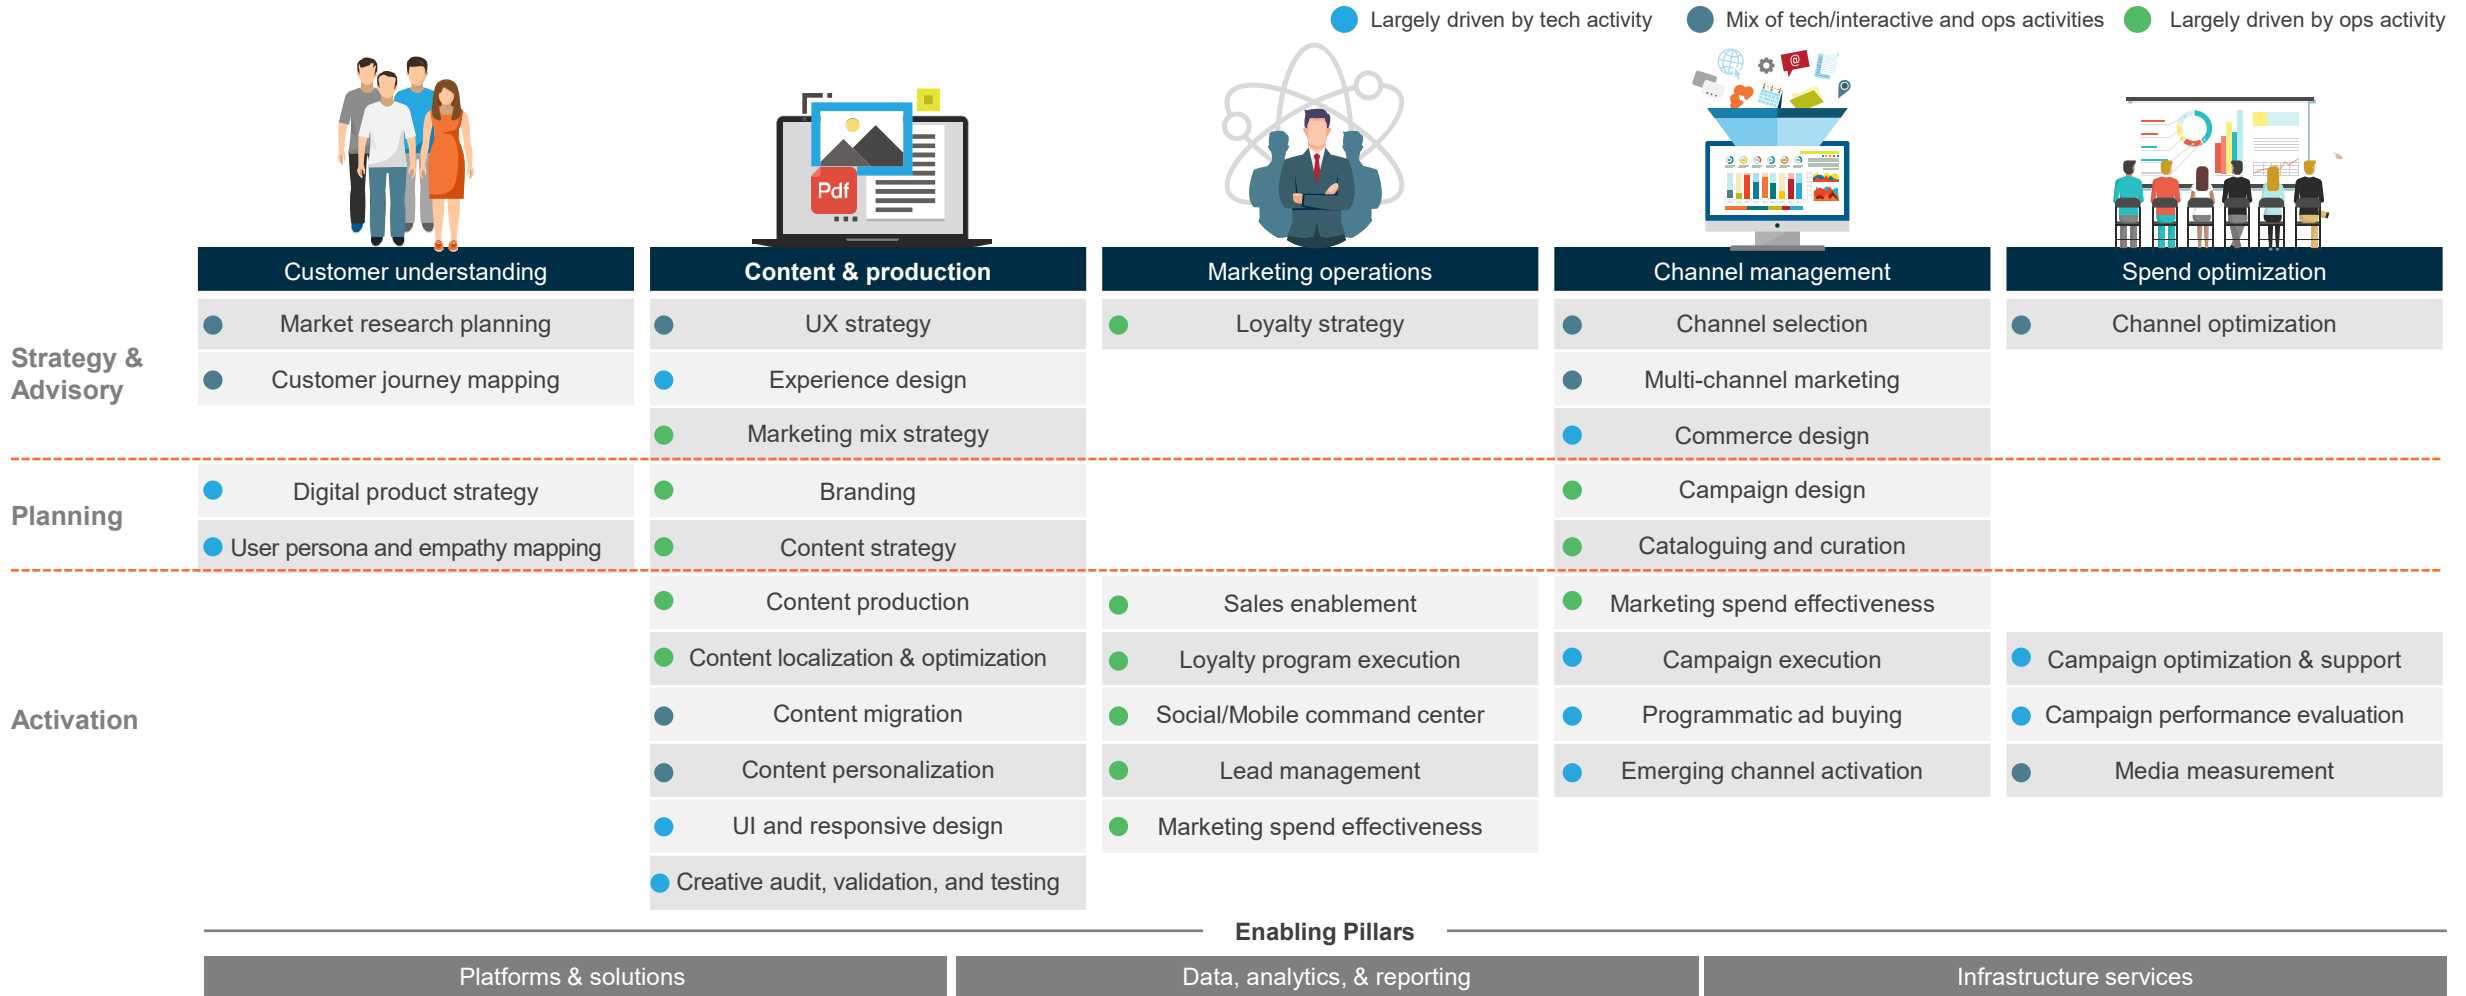 Largely driven by tech activity
Mix of tech/interactive and ops activities
Largely driven by ops activity
@
Pdf
Customer understanding
Content & production
Marketing operations
Channel management
Spend optimization
Strategy &
Advisory
Market research planning
UX strategy
Loyalty strategy
Channel selection
Channel optimization
Customer journey mapping
Experience design
Multi-channel marketing
Marketing mix strategy
Commerce design
Planning
Digital product strategy
Branding
Campaign design
User persona and empathy mapping
Content strategy
Cataloguing and curation
Activation
Content production
Sales enablement
Marketing spend effectiveness
Content localization & optimization
Loyalty program execution
Campaign execution
Campaign optimization & support
Content migration
Social/Mobile command center
Programmatic ad buying
Campaign performance evaluation
Content personalization
Lead management
Emerging channel activation
Media measurement
UI and responsive design
Marketing spend effectiveness
Creative audit, validation, and testing
Enabling Pillars
Platforms & solutions
Data, analytics, & reporting
Infrastructure services